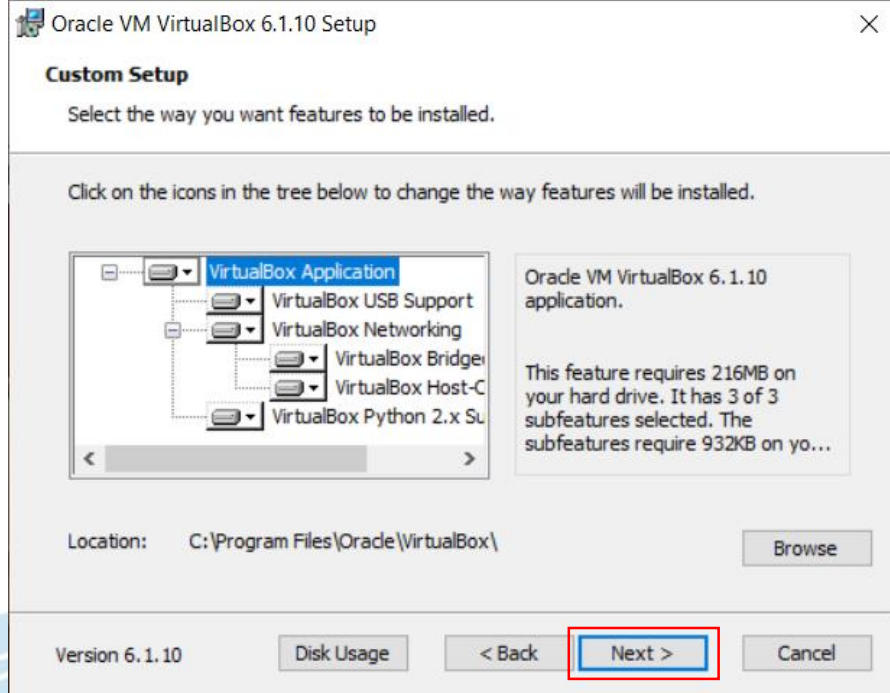 Oracle VM VirtualBox 6.1.10 Setup
Custom Setup
Select the way you want features to be installed.
Click on the icons in the tree below to change the way features will be installed.
VirtualBox Application
VirtualBox USB Support
VirtualBox Networking
VirtualBox Bridge
VirtualBox Host-C
VirtualBox Python 2.x Su
Oracle VM VirtualBox 6.1.10
application.
This feature requires 216MB on
your hard drive. It has 3 of 3
subfeatures selected. The
subfeatures require 932KB on yo...
Location: C:\Program Files\Oracle\VirtualBox\
Browse
Version 6.1.10
Disk Usage
< Back
Next >
Cancel